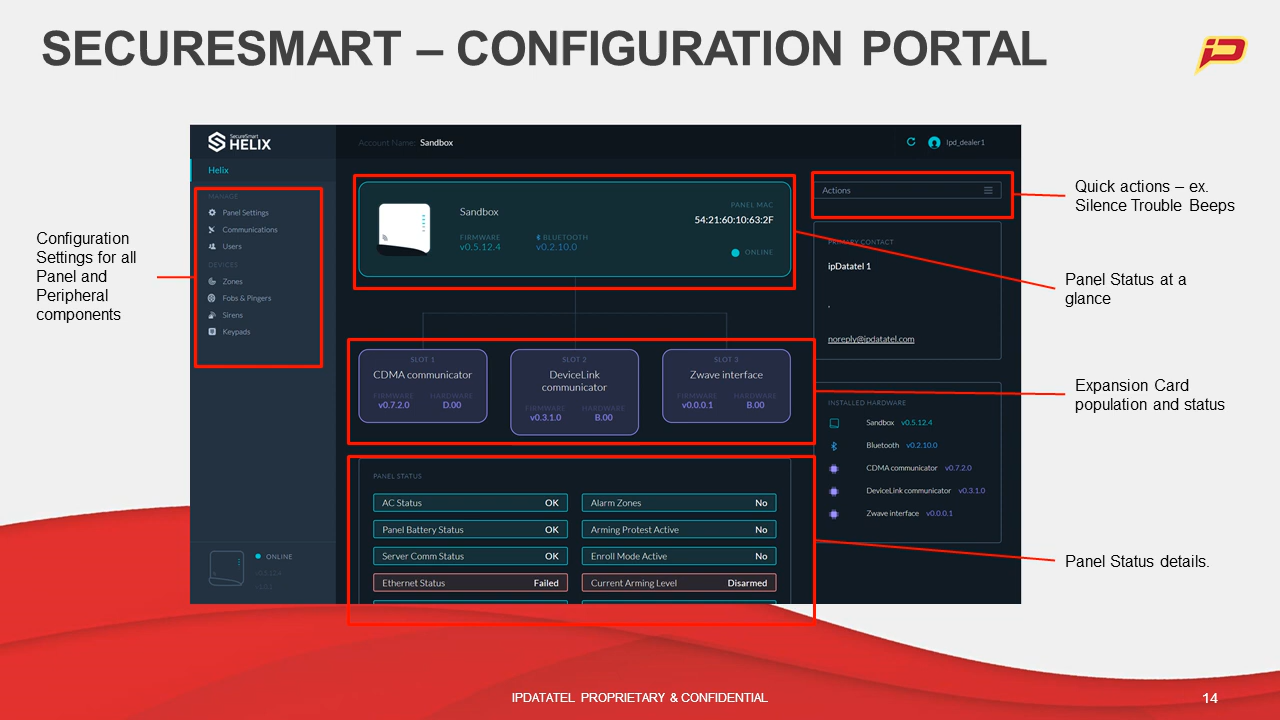 SECURESMART – CONFIGURATION PORTAL
iD
SecureSmart
HELIX
Account Name: Sandbox
Ipd_dealer1
Helix
MANAGE
Panel Settings
Communications
Users
DEVICES
Zones
Fobs & Pingers
Sirens
Keypads
ONLINE
v0.5.12.4
Configuration
Settings for all
Panel and
Peripheral
components
Sandbox
FIRMWARE
v0.5.12.4
BLUETOOTH
v0.2.10.0
PANEL MAC
54:21:60:10:63:2F
ONLINE
SLOT 1
CDMA communicator
FIRMWARE HARDWARE
v0.7.2.0 D.00
SLOT 2
DeviceLink
communicator
FIRMWARE HARDWARE
v0.3.1.0 B.00
SLOT 3
Zwave interface
FIRMWARE HARDWARE
v0.0.0.1 B.00
PANEL STATUS
AC Status OK
Panel Battery Status OK
Server Comm Status OK
Ethernet Status Failed
Alarm Zones No
Arming Protest Active No
Enroll Mode Active No
Current Arming Level Disarmed
Actions
PRIMARY CONTACT
ipDatatel 1
,
noreply@ipdatatel.com
INSTALLED HARDWARE
Sandbox v0.5.12.4
Bluetooth v0.2.10.0
CDMA communicator v0.7.2.0
DeviceLink communicator v0.3.1.0
Zwave interface v0.0.0.1
Quick actions – ex.
Silence Trouble Beeps
Panel Status at a
glance
Expansion Card
population and status
Panel Status details.
IPDATATEL PROPRIETARY & CONFIDENTIAL
14